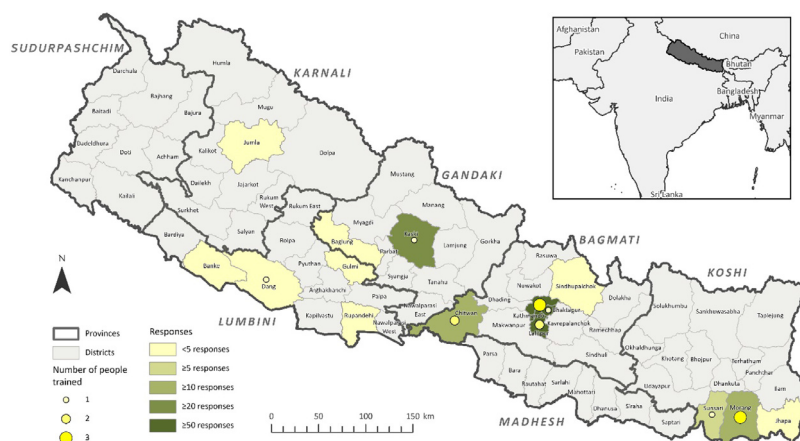 SUDURPASHCHIM
Humla
KARNALI
Darchula
Bajhang
Mugu
Baitadi
Bajura
Dadeldhura
Doti
Achham
Kalikot
Jumla
Dolpa
Kanchanpur
Kailali
Dailekh
Jajarkot
Surkhet
Rukum
West
Rukum East
Salyan
Bardiya
Banke
Dang
Rolpa
Pyuthan
Mustang
GANDAKI
Manang
Myagdi
Baglung
Parbat
Kaski
Lamjung
Gorkha
Gulmi
Syangja
Tanahu
Arghakhanchi
Palpa
Kapilvastu
Rupandehi
Nawalparasi
East
Nawalparasi
West
LUMBINI
Chitwan
BAGMATI
Rasuwa
Nuwakot
Sindhupalchok
Dhading
Dolakha
Bhaktapur
Kavrepalanchok
Makwanpur
Ramechhap
Sindhuli
KOSHI
Solukhumbu
Sankhuwasabha
Taplejung
Okhaldhunga
Khotang
Bhojpur
Terhathum
Panchthar
Dhankuta
Ilam
Udayapur
Sunsari
Morang
Jhapa
Parsa
Bara
Rautahat
Sarlahi
Mahottari
Dhanusa
Siraha
Saptari
MADHESH
N
Provinces
Districts
Number of people
trained
1
2
3
Responses
<5 responses
≥5 responses
≥10 responses
≥20 responses
≥50 responses
0
50
100
150 km
Afghanistan
China
Pakistan
Bhutan
Bangladesh
India
Myanmar
Sri Lanka